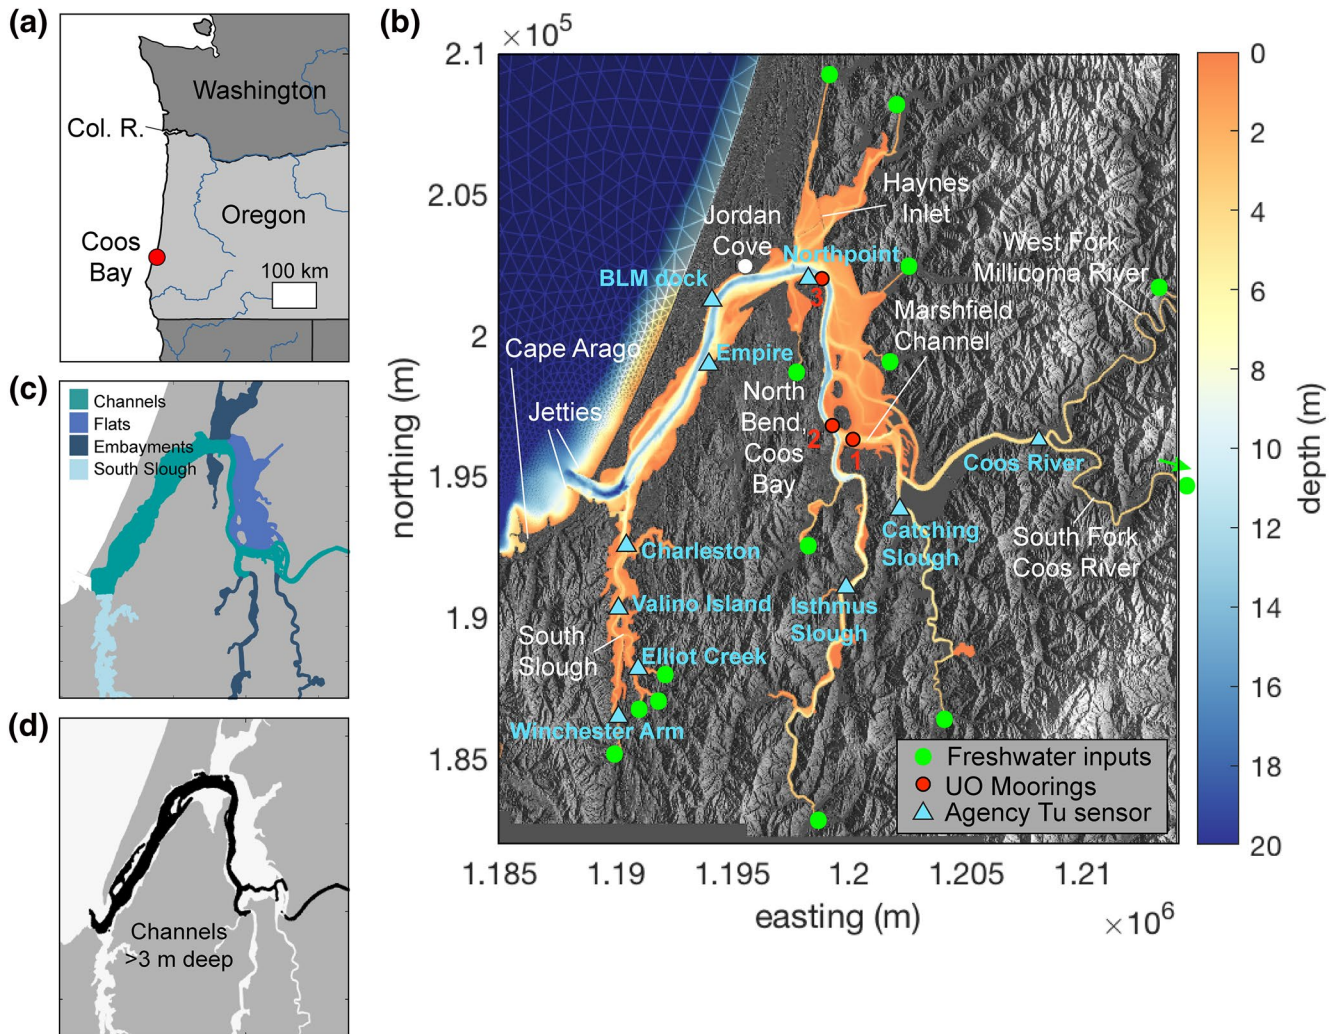 (a)
Washington
Col. R.
Oregon
Coos
Bay
100 km
(b)
×10⁵
2.1
2.05
2
1.95
1.9
1.85
northing (m)
1.185
1.19
1.195
1.2
1.205
1.21
easting (m)
×10⁶
Haynes
Inlet
Jordan
Cove
Northpoint
West Fork
Millicoma River
BLM dock
3
Marshfield
Channel
Cape Arago
Empire
Jetties
North
Bend,
Coos
Bay
2
1
Coos River
Catching
Slough
South Fork
Coos River
Charleston
Valino Island
Isthmus
Slough
South
Slough
Elliot Creek
Winchester Arm
Freshwater inputs
UO Moorings
Agency Tu sensor
0
2
4
6
8
10
12
14
16
18
20
depth (m)
(c)
Channels
Flats
Embayments
South Slough
(d)
Channels
>3 m deep